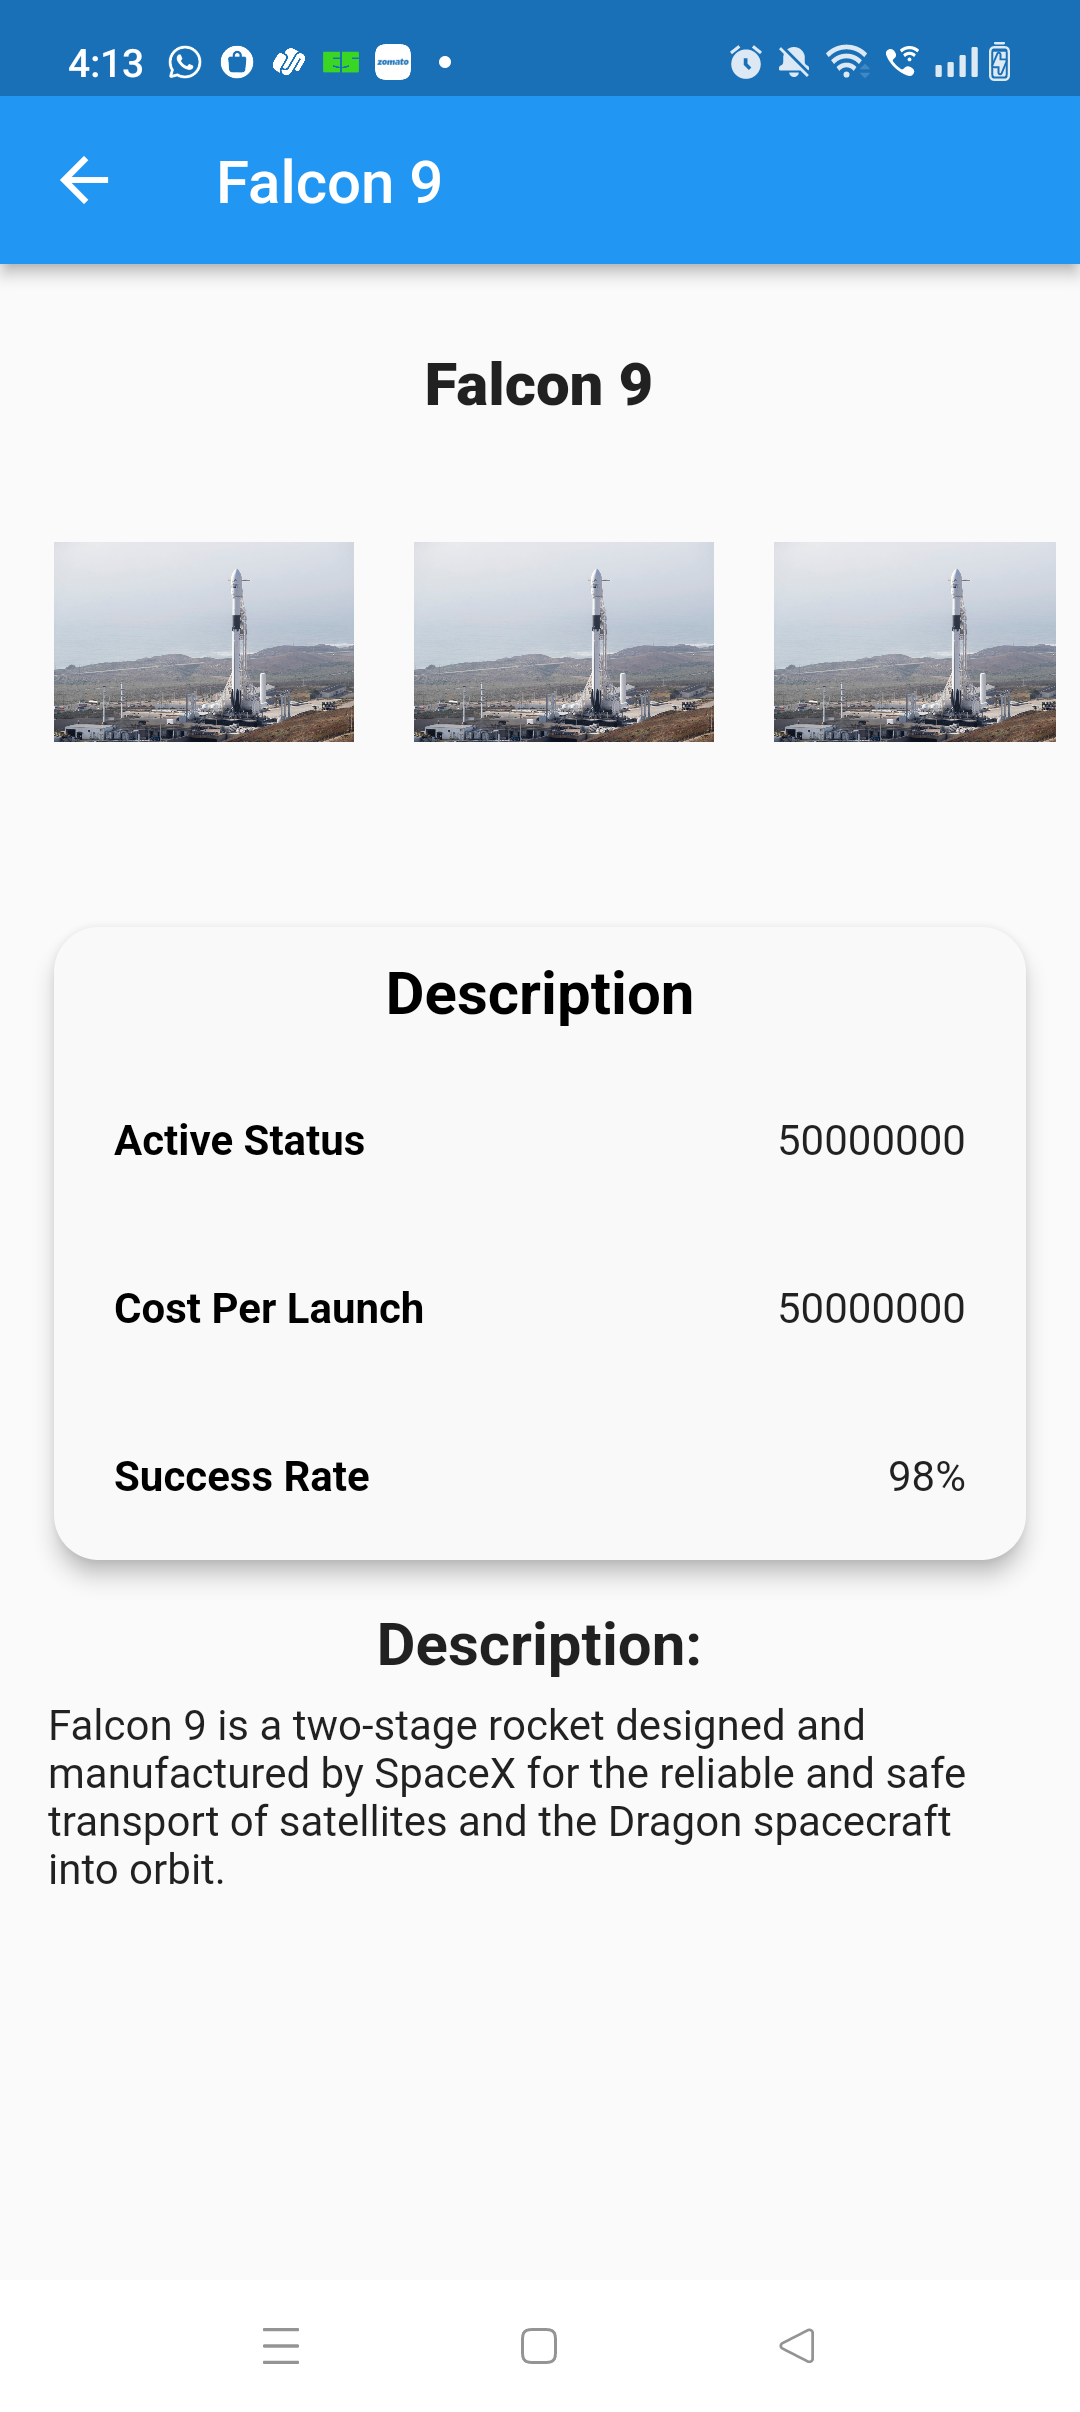 4:13
zomato
Falcon 9
Falcon 9
Description
Active Status 50000000
Cost Per Launch 50000000
Success Rate 98%
Description:
Falcon 9 is a two-stage rocket designed and
manufactured by SpaceX for the reliable and safe
transport of satellites and the Dragon spacecraft
into orbit.